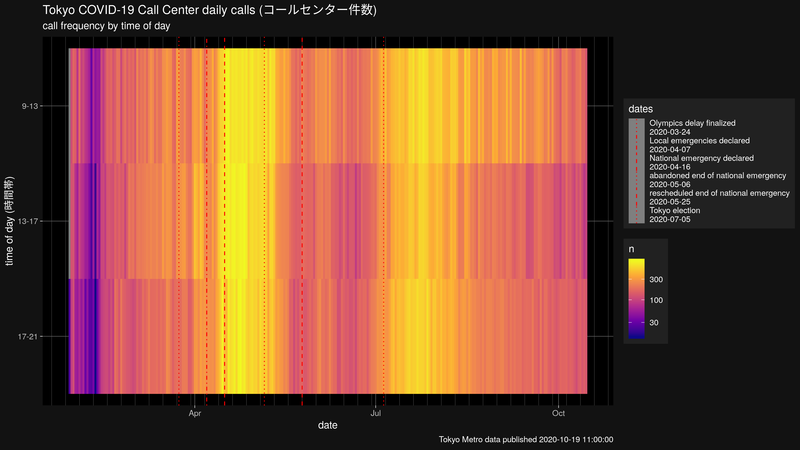 Tokyo COVID-19 Call Center daily calls (コールセンター件数)
call frequency by time of day
9-13
13-17
17-21
time of day (時間帯)
Apr
Jul
Oct
date
dates
Olympics delay finalized
2020-03-24
Local emergencies declared
2020-04-07
National emergency declared
2020-04-16
abandoned end of national emergency
2020-05-06
rescheduled end of national emergency
2020-05-25
Tokyo election
2020-07-05
n
300
100
30
Tokyo Metro data published 2020-10-19 11:00:00